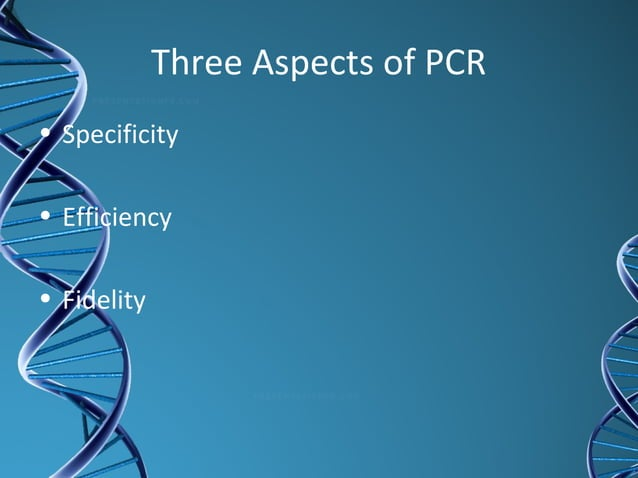 Three Aspects of PCR
• Specificity
• Efficiency
• Fidelity